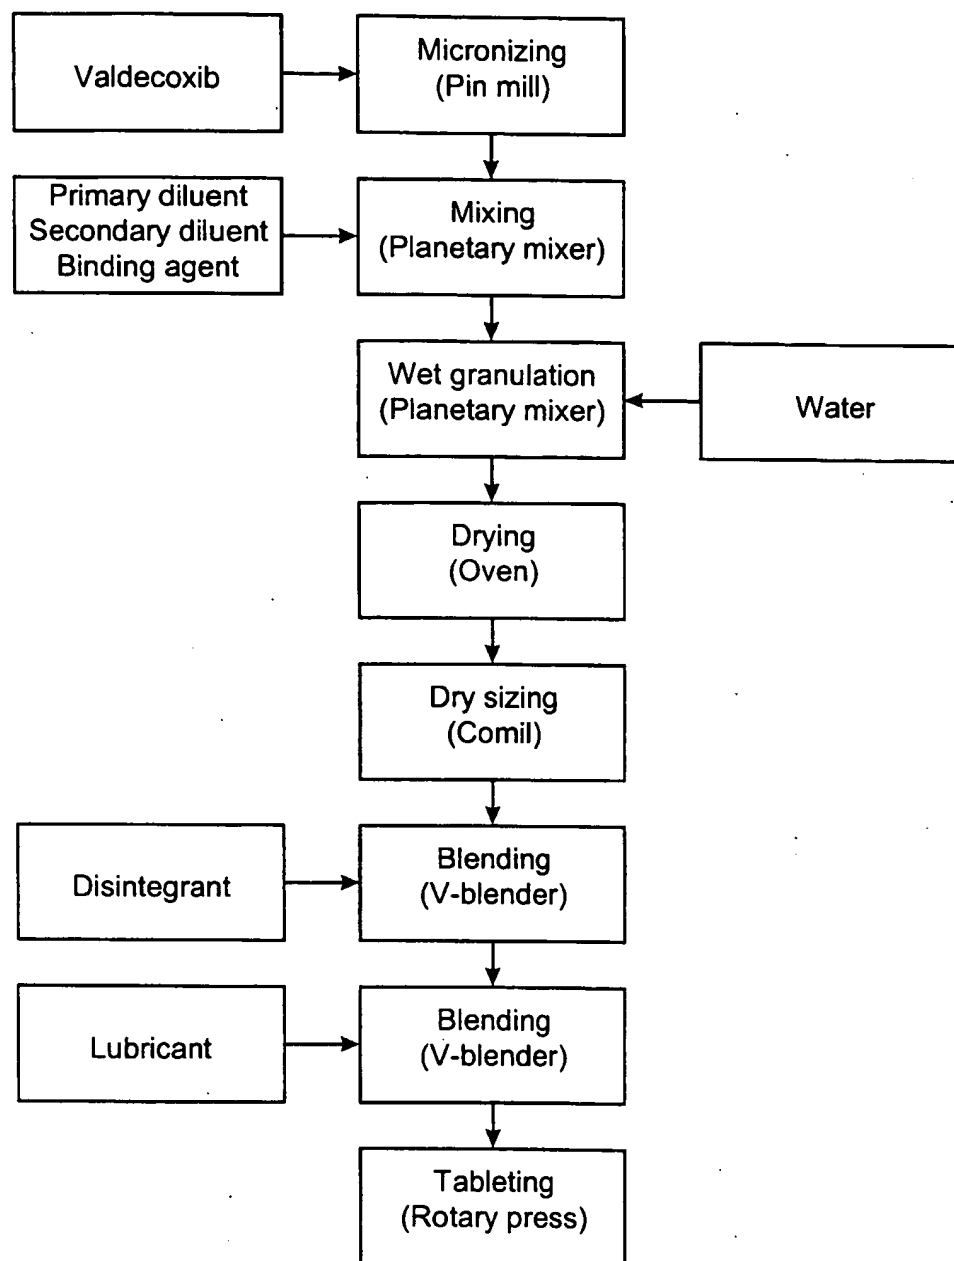 Valdecoxib
Micronizing
(Pin mill)
Primary diluent
Secondary diluent
Binding agent
Mixing
(Planetary mixer)
Wet granulation
(Planetary mixer)
Water
Drying
(Oven)
Dry sizing
(Comil)
Disintegrant
Blending
(V-blender)
Lubricant
Blending
(V-blender)
Tableting
(Rotary press)